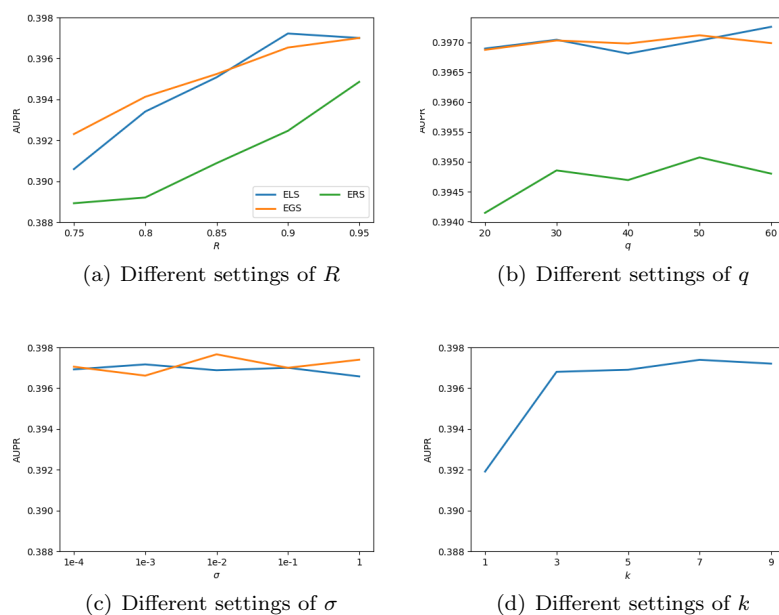 0.398
0.396
0.394
0.392
0.390
0.388
AUPR
0.75 0.8 0.85 0.9 0.95
R
ELS ERS
EGS
(a) Different settings of R
0.3970
0.3965
0.3960
0.3955
0.3950
0.3945
0.3940
AUPR
20 30 40 50 60
q
(b) Different settings of q
0.398
0.396
0.394
0.392
0.390
0.388
AUPR
1e-4 1e-3 1e-2 1e-1 1
σ
(c) Different settings of σ
0.398
0.396
0.394
0.392
0.390
0.388
AUPR
1 3 5 7 9
k
(d) Different settings of k